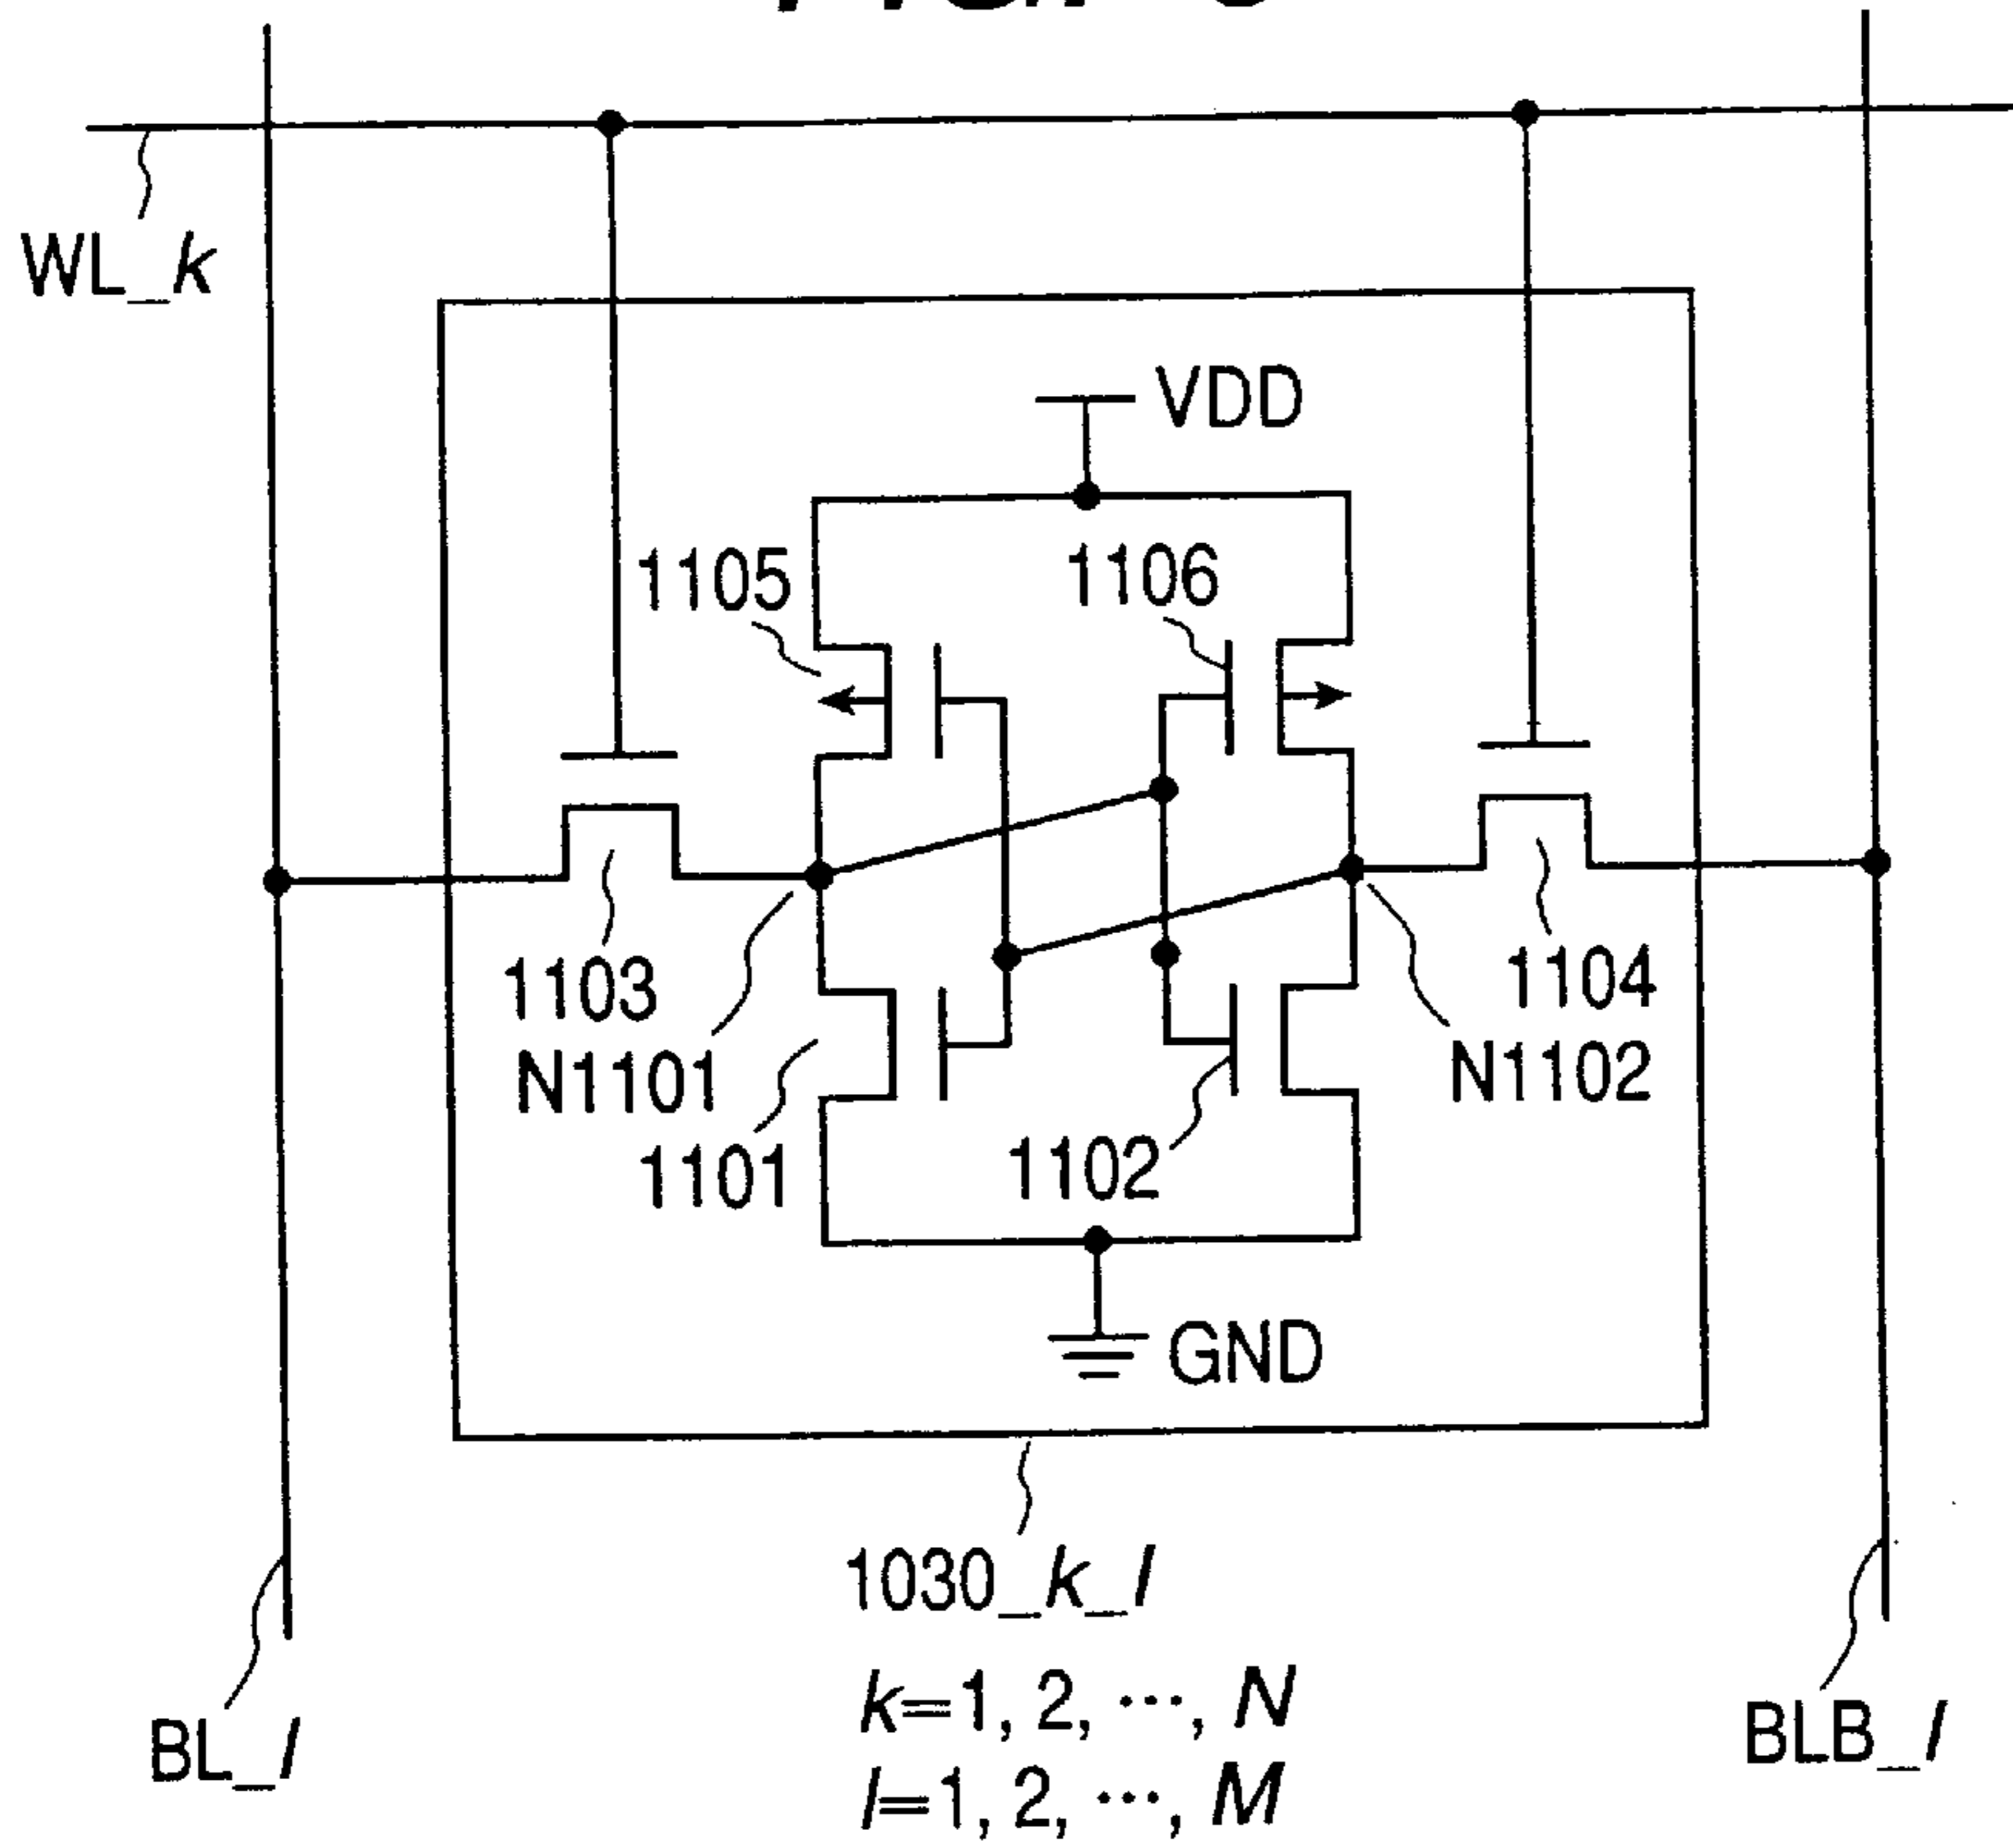 WL_k
VDD
1105
1106
1103
1104
N1101
N1102
1101
1102
GND
1030_k_l
k=1, 2, ···, N
l=1, 2, ···, M
BL_l
BLB_l